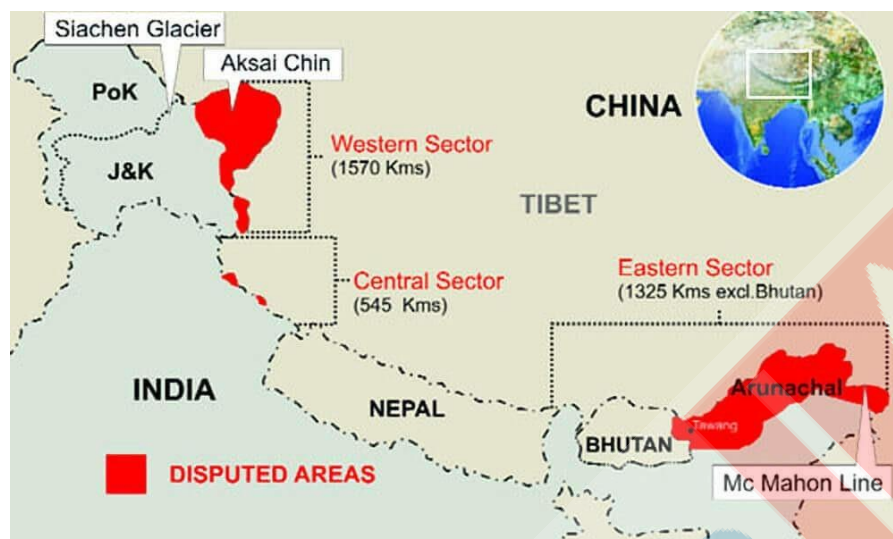 Siachen Glacier
Aksai Chin
PoK
J&K
CHINA
Western Sector
(1570 Kms)
TIBET
Central Sector
(545 Kms)
Eastern Sector
(1325 Kms excl.Bhutan)
INDIA
NEPAL
BHUTAN
Arunachal
Tawang
Mc Mahon Line
DISPUTED AREAS